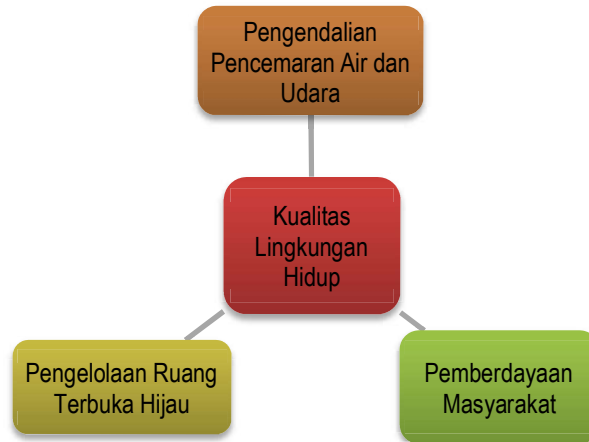 Pengendalian
Pencemaran Air dan
Udara
Kualitas
Lingkungan
Hidup
Pengelolaan Ruang
Terbuka Hijau
Pemberdayaan
Masyarakat